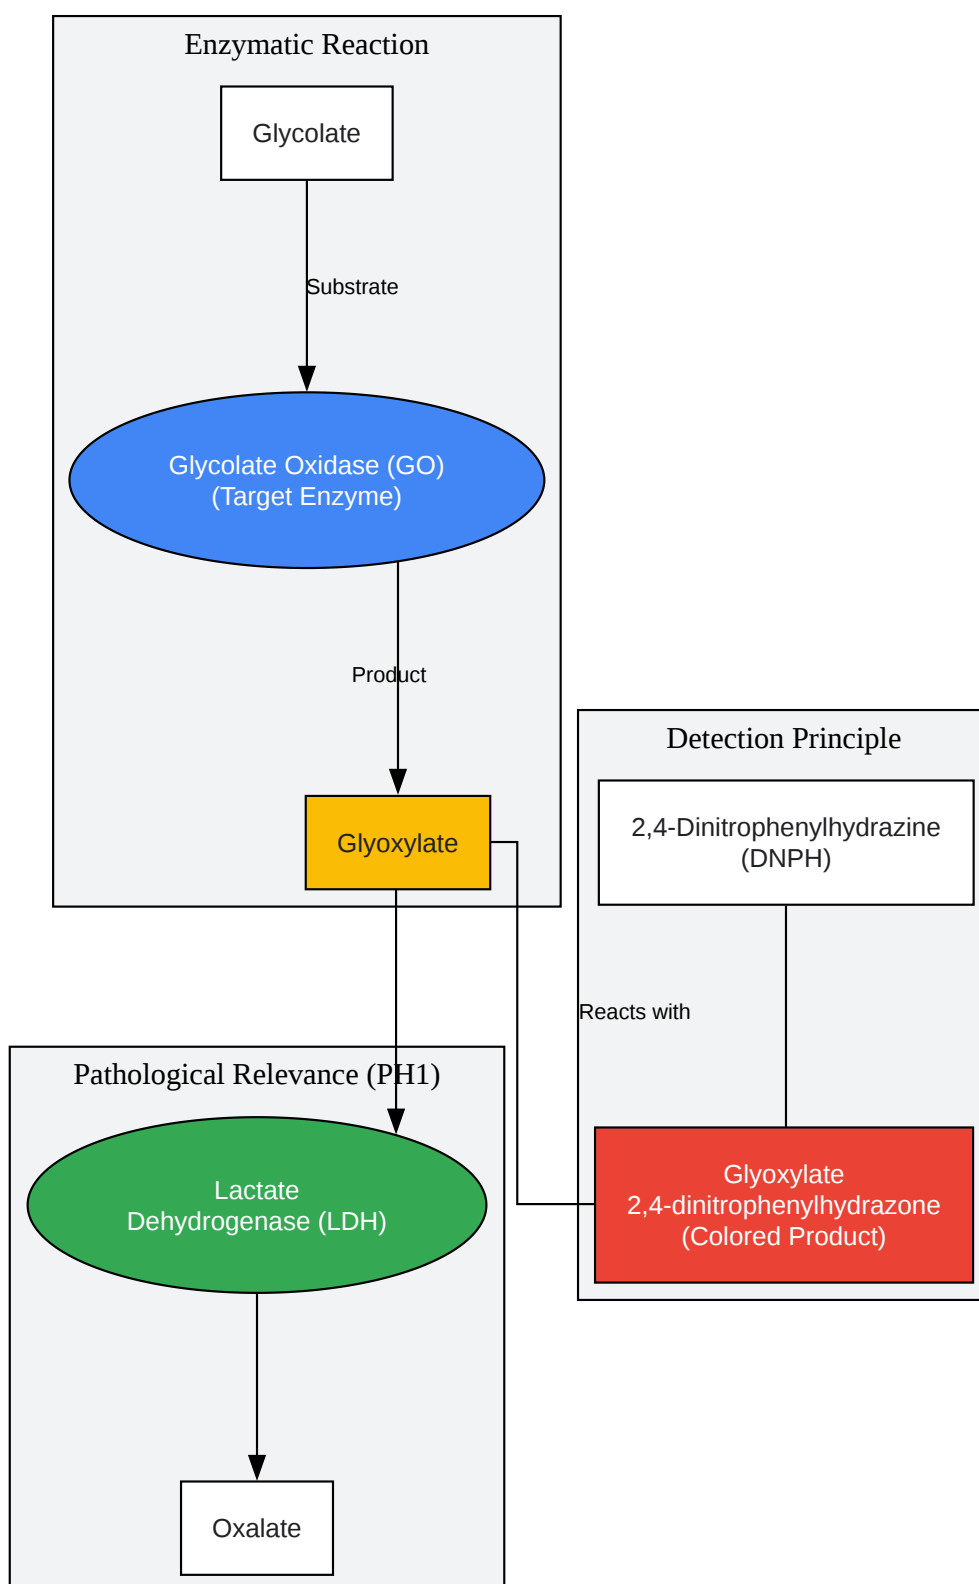 Enzymatic Reaction
Glycolate
Substrate
Glycolate Oxidase (GO)
(Target Enzyme)
Product
Glyoxylate
Detection Principle
2,4-Dinitrophenylhydrazine
(DNPH)
Reacts with
Glyoxylate
2,4-dinitrophenylhydrazone
(Colored Product)
Pathological Relevance (PH1)
Lactate
Dehydrogenase (LDH)
Oxalate